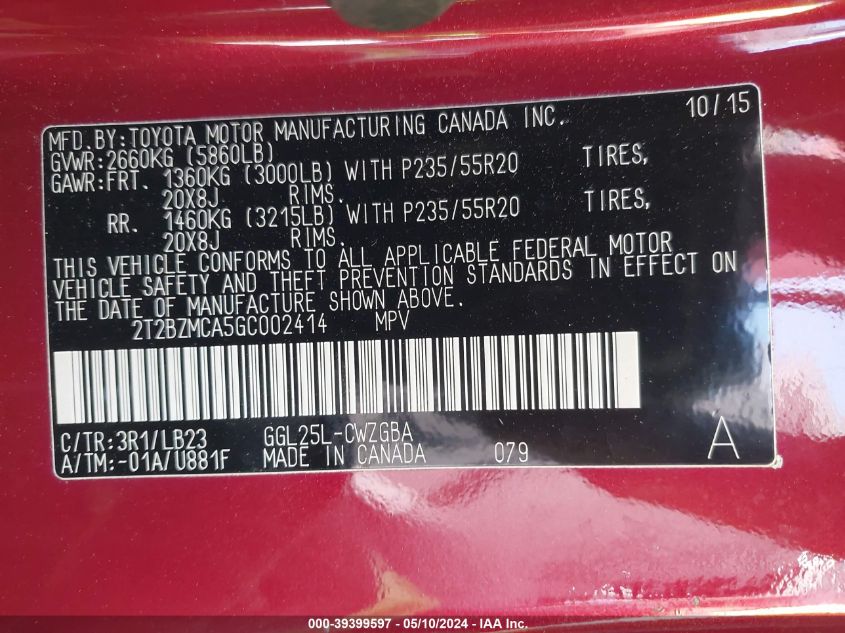 MFD. BY: TOYOTA MOTOR MANUFACTURING CANADA INC. 10/15
GVWR: 2660KG (5860LB)
GAWR: FRT. 1360KG (3000LB) WITH P235/55R20 TIRES,
20X8J RIMS.
RR. 1460KG (3215LB) WITH P235/55R20 TIRES,
20X8J RIMS.
THIS VEHICLE CONFORMS TO ALL APPLICABLE FEDERAL MOTOR
VEHICLE SAFETY AND THEFT PREVENTION STANDARDS IN EFFECT ON
THE DATE OF MANUFACTURE SHOWN ABOVE.
2T2BZMCA5GC002414 MPV
C/TR: 3R1/LB23 GGL25L-CWZGBA
A/TM: -01A/U881F MADE IN CANADA 079 A
000-39399597 - 05/10/2024 - IAA Inc.